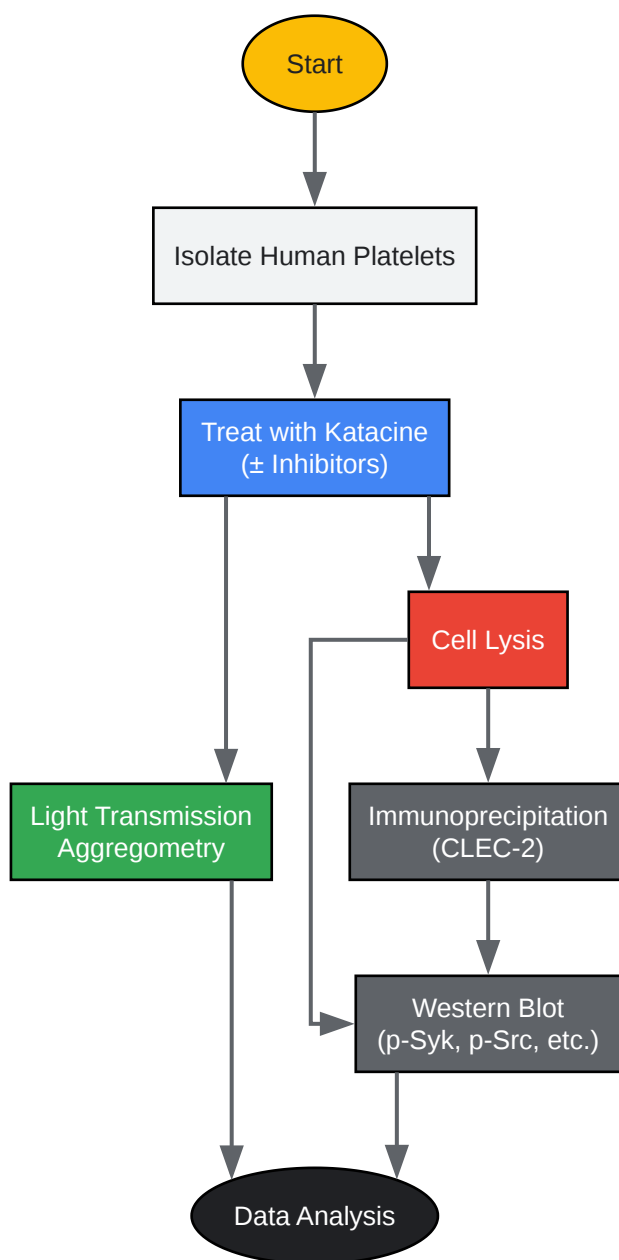 Start
Isolate Human Platelets
Treat with Katacine
(± Inhibitors)
Cell Lysis
Light Transmission
Aggregometry
Immunoprecipitation
(CLEC-2)
Western Blot
(p-Syk, p-Src, etc.)
Data Analysis